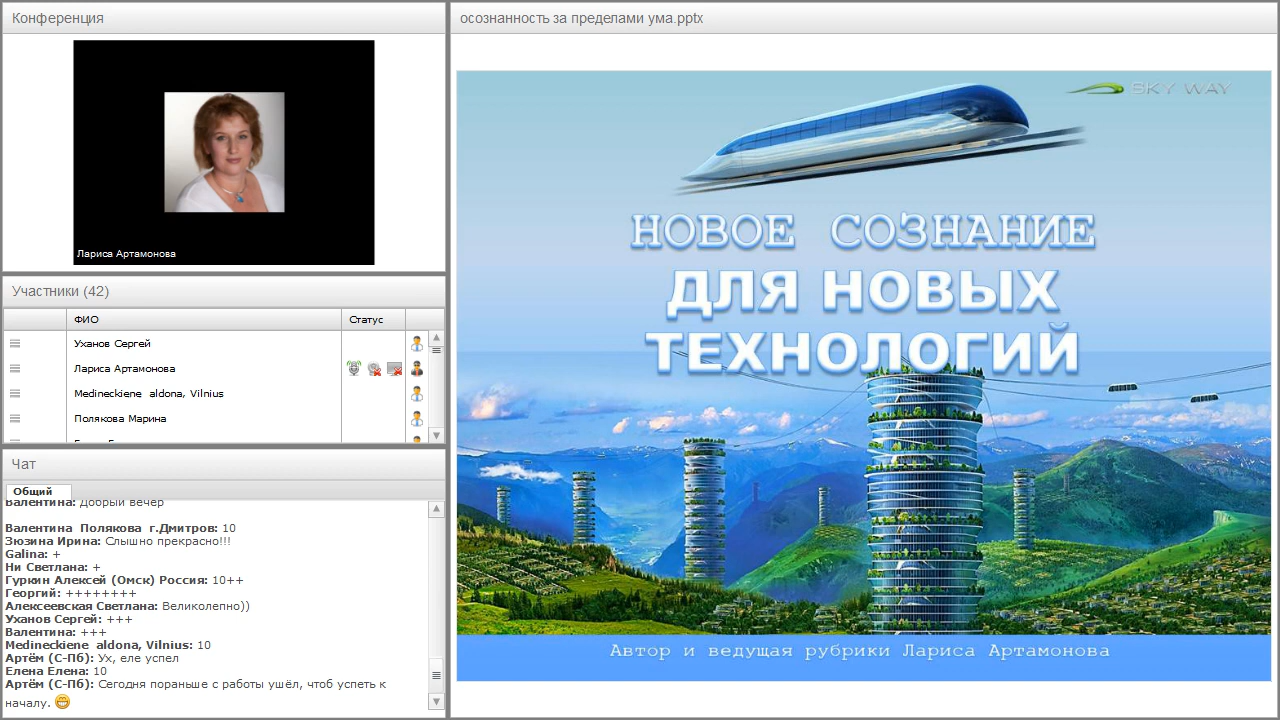 Конференция
Лариса Артамонова
Участники (42)
ФИО
Статус
Уханов Сергей
Лариса Артамонова
Medineckiene aldona, Vilnius
Полякова Марина
Чат
Общий
Валентина: Добрый вечер
Валентина Полякова г.Дмитров: 10
Зюзина Ирина: Слышно прекрасно!!!
Galina: +
Ни Светлана: +
Гуркин Алексей (Омск) Россия: 10++
Георгий: ++++++++
Алексеевская Светлана: Великолепно))
Уханов Сергей: +++
Валентина: +++
Medineckiene aldona, Vilnius: 10
Артём (С-Пб): Ух, еле успел
Елена Елена: 10
Артём (С-Пб): Сегодня пораньше с работы ушёл, чтоб успеть к
началу.
осознанность за пределами ума.pptx
SKY WAY
НОВОЕ СОЗНАНИЕ
ДЛЯ НОВЫХ
ТЕХНОЛОГИЙ
Автор и ведущая рубрики Лариса Артамонова